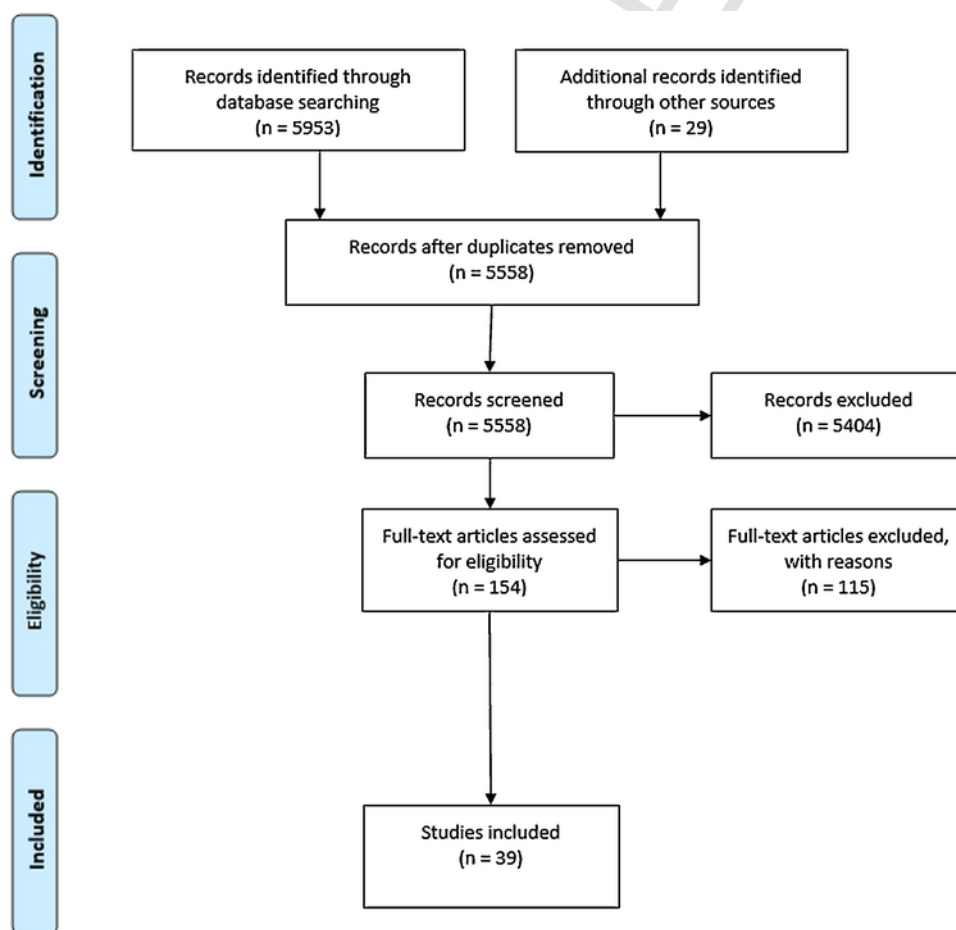 Identification
Records identified through
database searching
(n = 5953)
Additional records identified
through other sources
(n = 29)
Records after duplicates removed
(n = 5558)
Screening
Records screened
(n = 5558)
Records excluded
(n = 5404)
Eligibility
Full-text articles assessed
for eligibility
(n = 154)
Full-text articles excluded,
with reasons
(n = 115)
Included
Studies included
(n = 39)